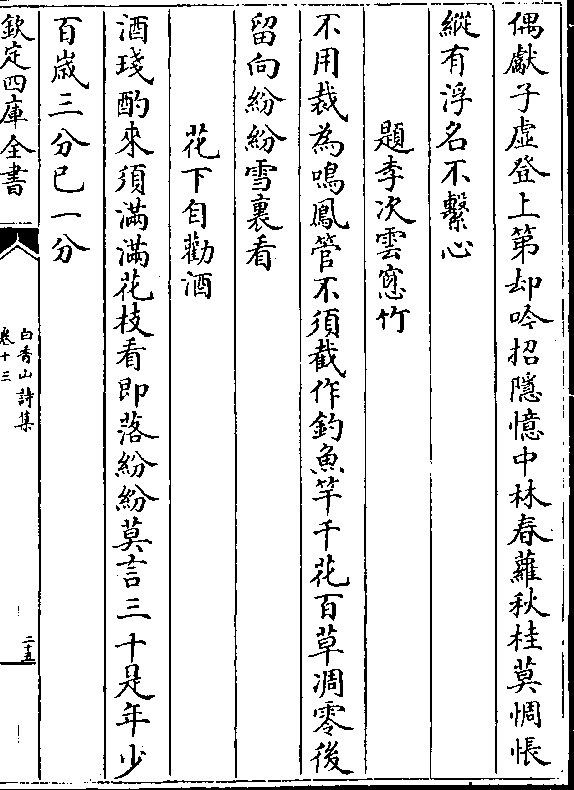 偶獻子虛登上第却吟招隱憶中林春蘿秋桂莫惆悵
縱有浮名不繫心
題李次雲窓竹
不用裁為鳴鳳管不須截作釣魚竿千花百草凋零後
留向紛紛雪裏看
花下自勸酒
酒琖酌來須滿滿花枝看即落紛紛莫言三十是年少
百嵗三分已一分
欽定四庫全書
白香山詩集
卷十三
二十五